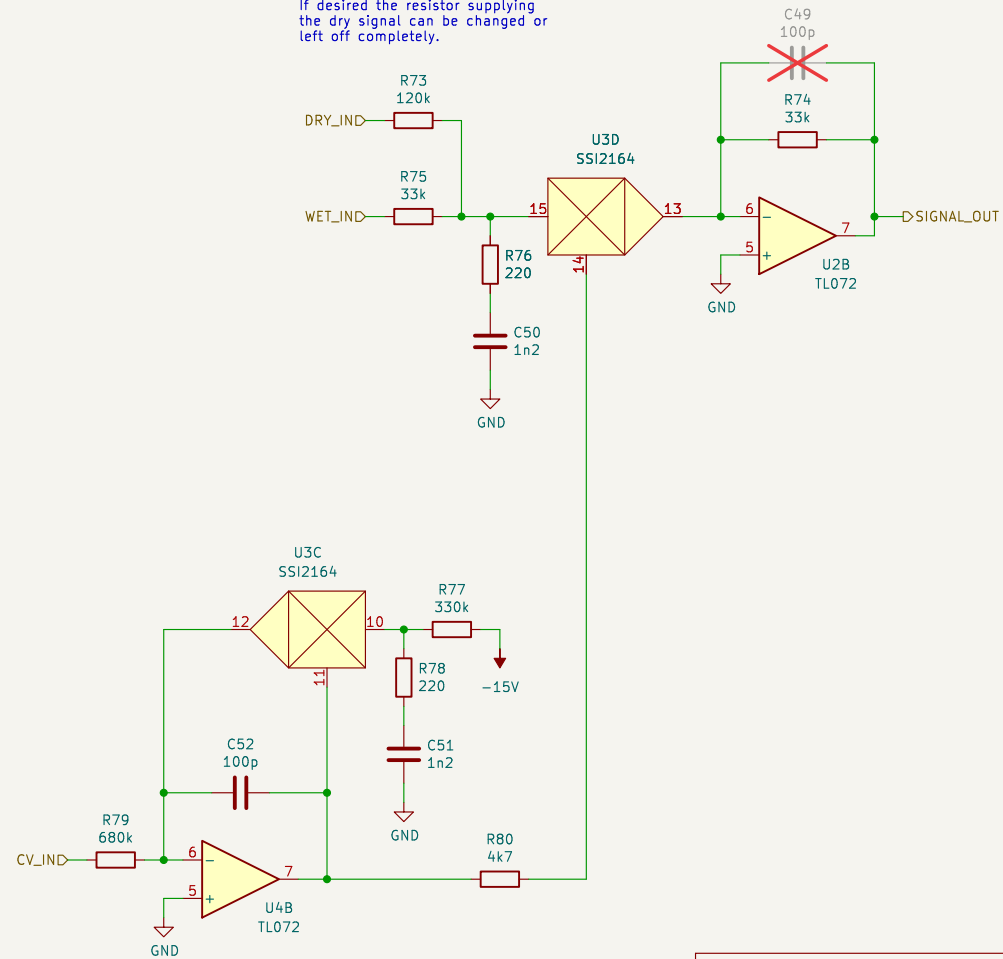 If desired the resistor supplying
the dry signal can be changed or
left off completely.
C49
100p
R73
120k
DRY_IN
R74
33k
U3D
SSI2164
R75
33k
WET_IN
15
13
14
6
5
7
SIGNAL_OUT
U2B
TL072
GND
R76
220
C50
1n2
GND
U3C
SSI2164
12
10
11
R77
330k
-15V
R78
220
C51
1n2
GND
C52
100p
R79
680k
CV_IN
6
5
7
U4B
TL072
GND
R80
4k7